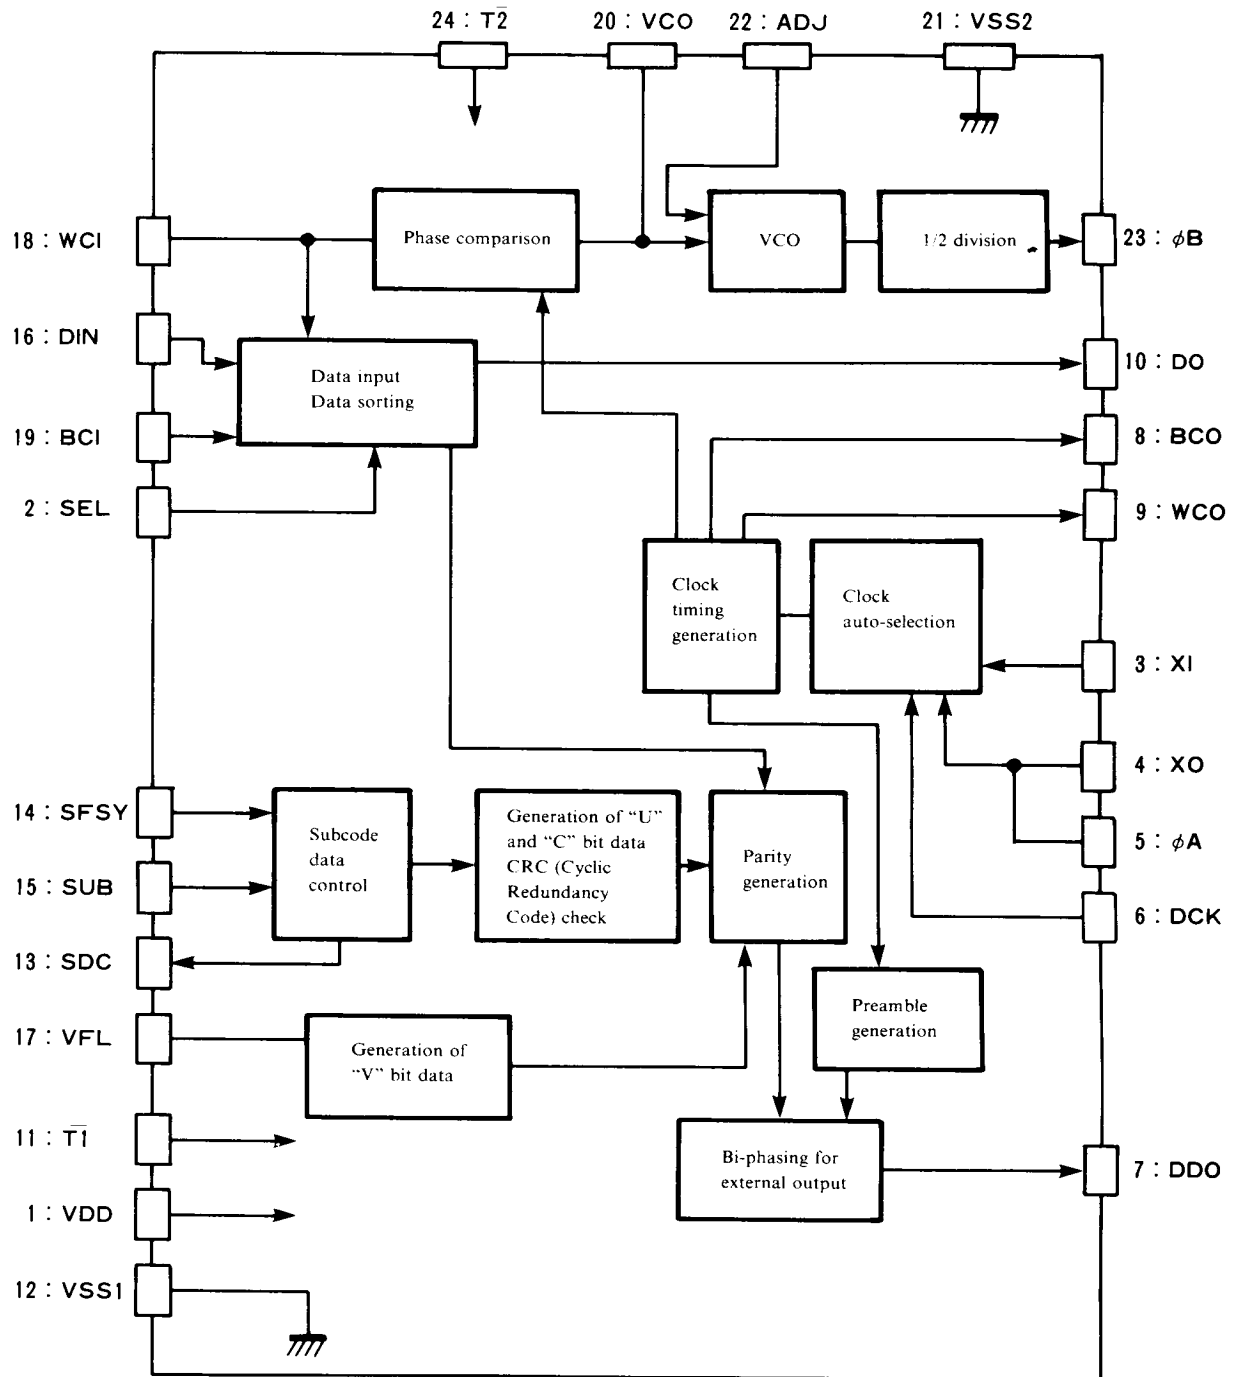 24 : T̅2̅
20 : VCO
22 : ADJ
21 : VSS2
18 : WCI
Phase comparison
VCO
1/2 division
23 : ϕB
16 : DIN
10 : DO
Data input
Data sorting
19 : BCI
8 : BCO
2 : SEL
9 : WCO
Clock
timing
generation
Clock
auto-selection
3 : XI
4 : XO
14 : SFSY
Subcode
data
control
Generation of “U”
and “C” bit data
CRC (Cyclic
Redundancy
Code) check
Parity
generation
5 : ϕA
15 : SUB
6 : DCK
13 : SDC
Preamble
generation
17 : VFL
Generation of
“V” bit data
11 : T̅1̅
Bi-phasing for
external output
7 : DDO
1 : VDD
12 : VSS1